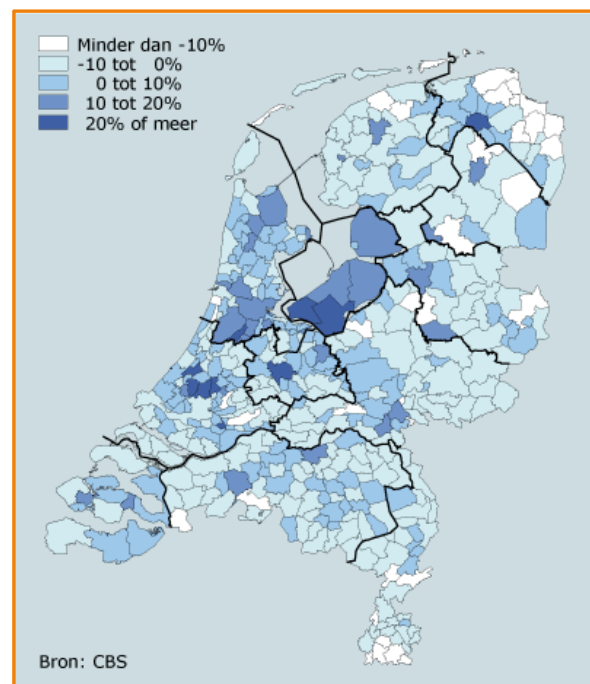 Minder dan -10%
-10 tot 0%
0 tot 10%
10 tot 20%
20% of meer
Bron: CBS